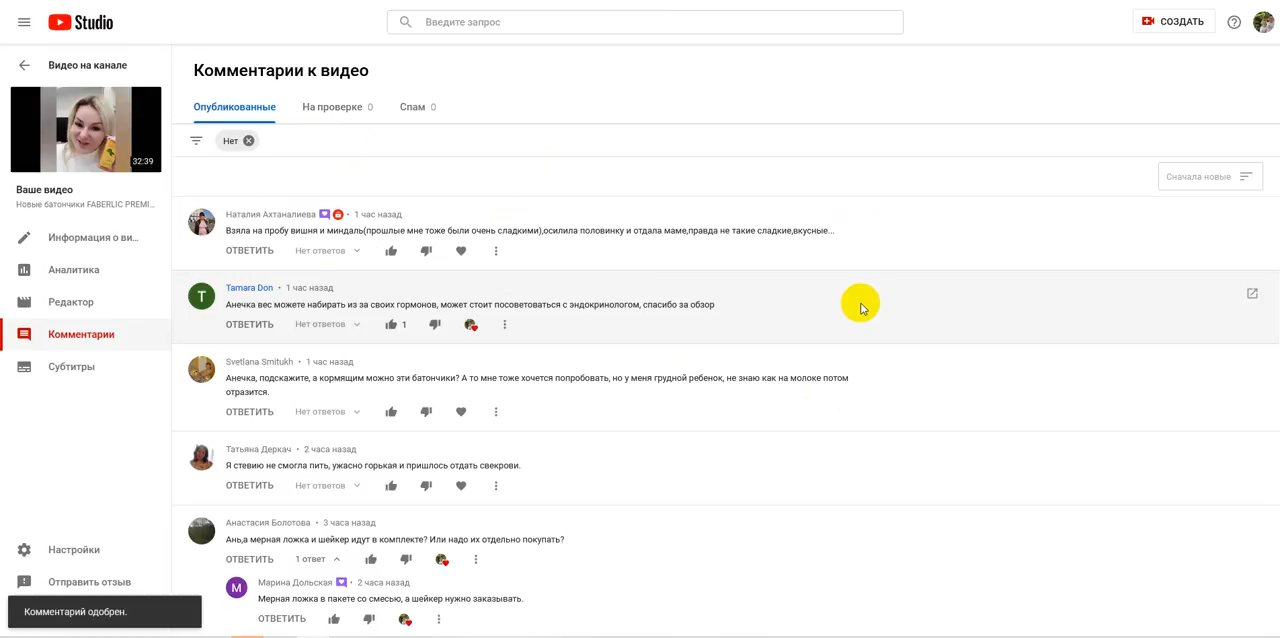 Studio
Введите запрос
СОЗДАТЬ
Видео на канале
32:39
Ваше видео
Новые батончики FABERLIC PREMI...
Информация о ви...
Аналитика
Редактор
Комментарии
Субтитры
Настройки
Отправить отзыв
Комментарий одобрен.
Комментарии к видео
Опубликованные
На проверке 0
Спам 0
Нет
Сначала новые
Наталия Ахтаналиева • 1 час назад
Взяла на пробу вишня и миндаль(прошлые мне тоже были очень сладкими),осилила половинку и отдала маме,правда не такие сладкие,вкусные...
ОТВЕТИТЬ Нет ответов
Tamara Don • 1 час назад
Анечка вес можете набирать из за своих гормонов, может стоит посоветоваться с эндокринологом, спасибо за обзор
ОТВЕТИТЬ Нет ответов 1
Svetlana Smitukh • 1 час назад
Анечка, подскажите, а кормящим можно эти батончики? А то мне тоже хочется попробовать, но у меня грудной ребенок, не знаю как на молоке потом
отразится.
ОТВЕТИТЬ Нет ответов
Татьяна Деркач • 2 часа назад
Я стевию не смогла пить, ужасно горькая и пришлось отдать свекрови.
ОТВЕТИТЬ Нет ответов
Анастасия Болотова • 3 часа назад
Ань,а мерная ложка и шейкер идут в комплекте? Или надо их отдельно покупать?
ОТВЕТИТЬ 1 ответ
Марина Дольская • 2 часа назад
Мерная ложка в пакете со смесью, а шейкер нужно заказывать.
ОТВЕТИТЬ
T
M